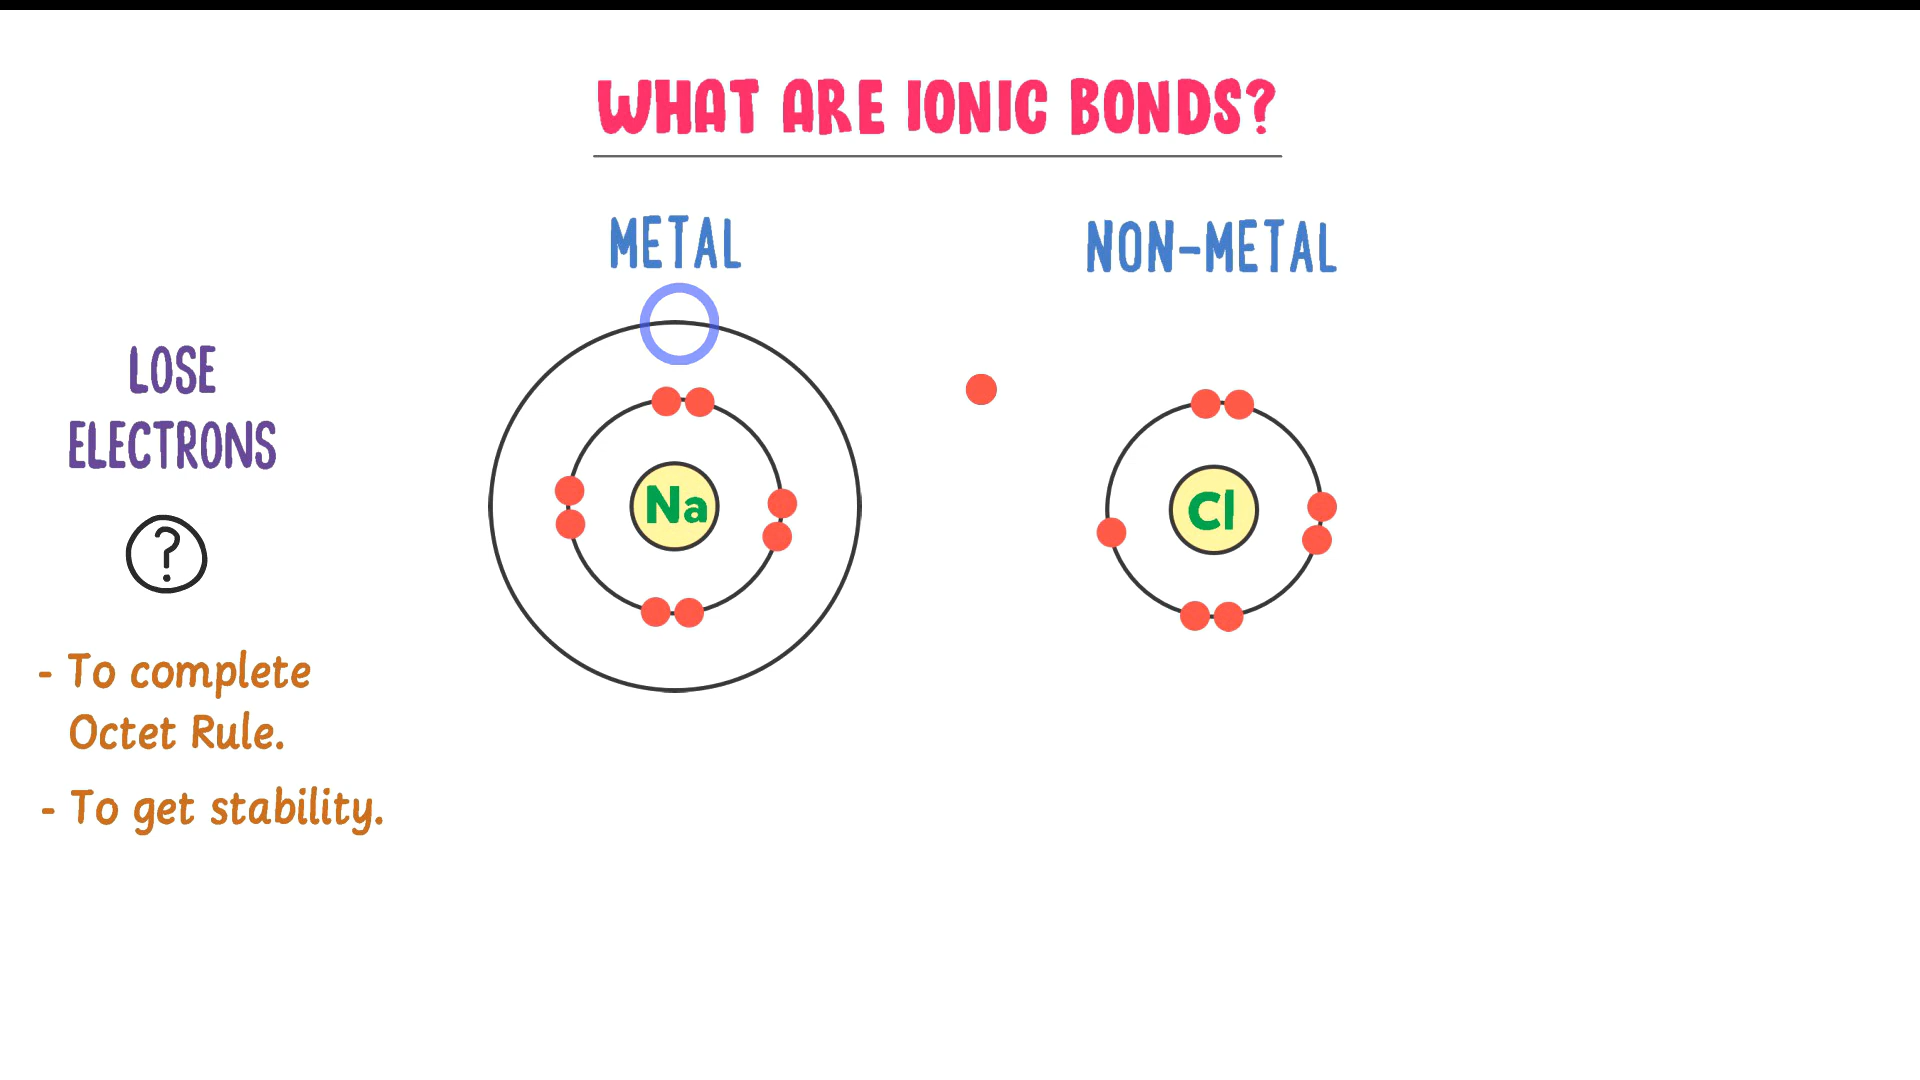 WHAT ARE IONIC BONDS?
METAL
NON-METAL
LOSE
ELECTRONS
?
- To complete
Octet Rule.
- To get stability.
Na
Cl